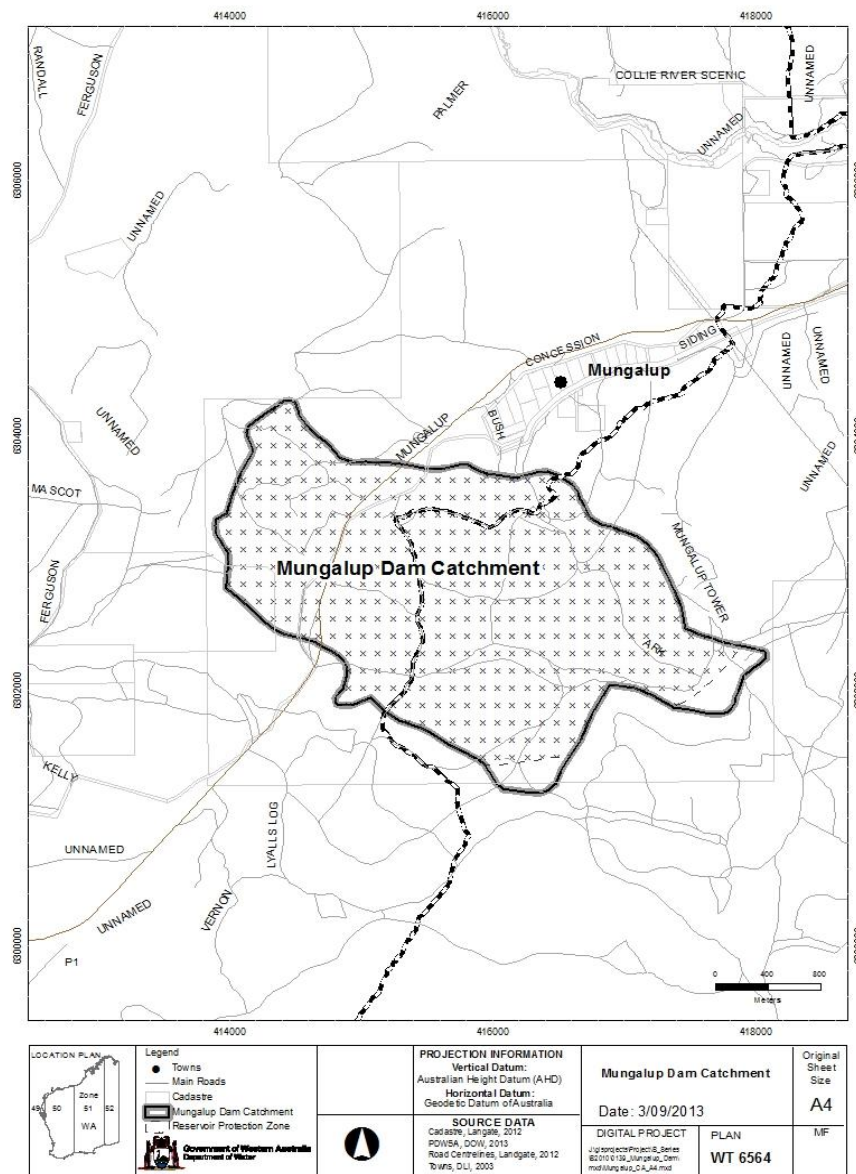 414000 416000 418000
RANDALL
FERGUSON
PALMER
COLLIE RIVER SCENIC
UNNAMED
UNNAMED
6306000
UNNAMED
CONCESSION
SIDING
Mungalup
UNNAMED
UNNAMED
UNNAMED
6304000
MUNGALUP
BUSH
UNNAMED
MASCOT
FERGUSON
Mungalup Dam Catchment
MUNGALUP TOWER
ARK
6302000
KELLY
LYALLS LOG
UNNAMED
VERNON
UNNAMED
6300000
P1
0 400 800
Meters
414000 416000 418000
LOCATION PLAN
Zone
49 50 51 52
WA
Legend
Towns
Main Roads
Cadastre
Mungalup Dam Catchment
Reservoir Protection Zone
Government of Western Australia
Department of Water
PROJECTION INFORMATION
Vertical Datum:
Australian Height Datum (AHD)
Horizontal Datum:
Geodetic Datum of Australia
SOURCE DATA
Cadastre, Langate, 2012
PDWSA, DOW, 2013
Road Centrelines, Landgate, 2012
Towns, DLI, 2003
Mungalup Dam Catchment
Date: 3/09/2013
DIGITAL PROJECT
PLAN
WT 6564
Original
Sheet
Size
A4
MF